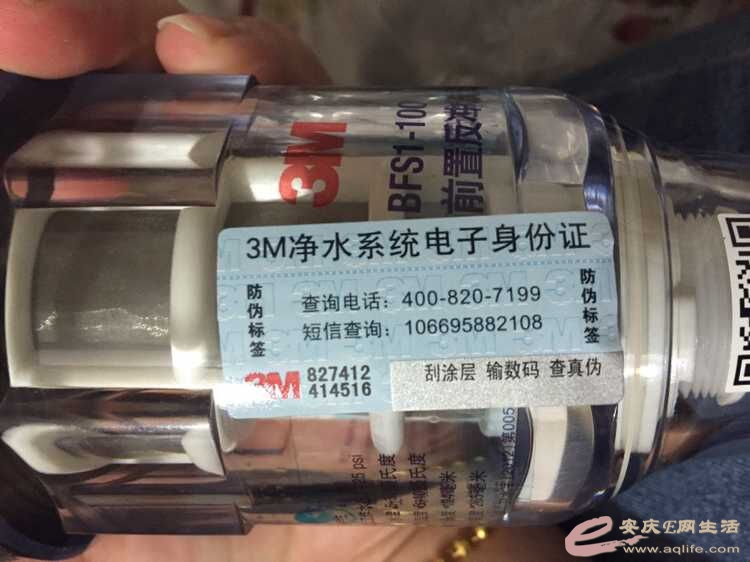 3M
-BFS1-100
前置反冲
3M净水系统电子身份证
防伪标签
查询电话：400-820-7199
短信查询：106695882108
防伪标签
3M
827412
414516
刮涂层 输数码 查真伪
安庆E网生活
www.aqlife.com